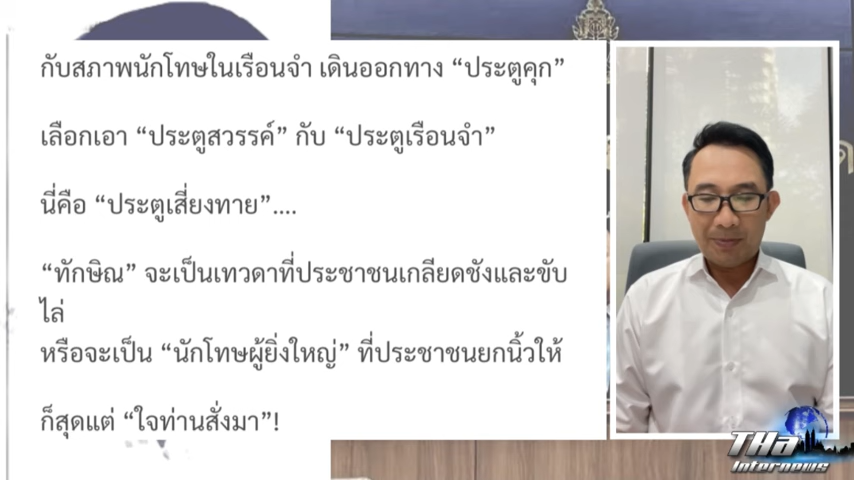 กับสภาพนักโทษในเรือนจำ เดินออกทาง “ประตูคุก”
เลือกเอา “ประตูสวรรค์” กับ “ประตูเรือนจำ”
นี่คือ “ประตูเสี่ยงทาย”....
“ทักษิณ” จะเป็นเทวดาที่ประชาชนเกลียดชังและขับ
ไล่
หรือจะเป็น “นักโทษผู้ยิ่งใหญ่” ที่ประชาชนยกนิ้วให้
ก็สุดแต่ “ใจท่านสั่งมา”!
THa
Internews